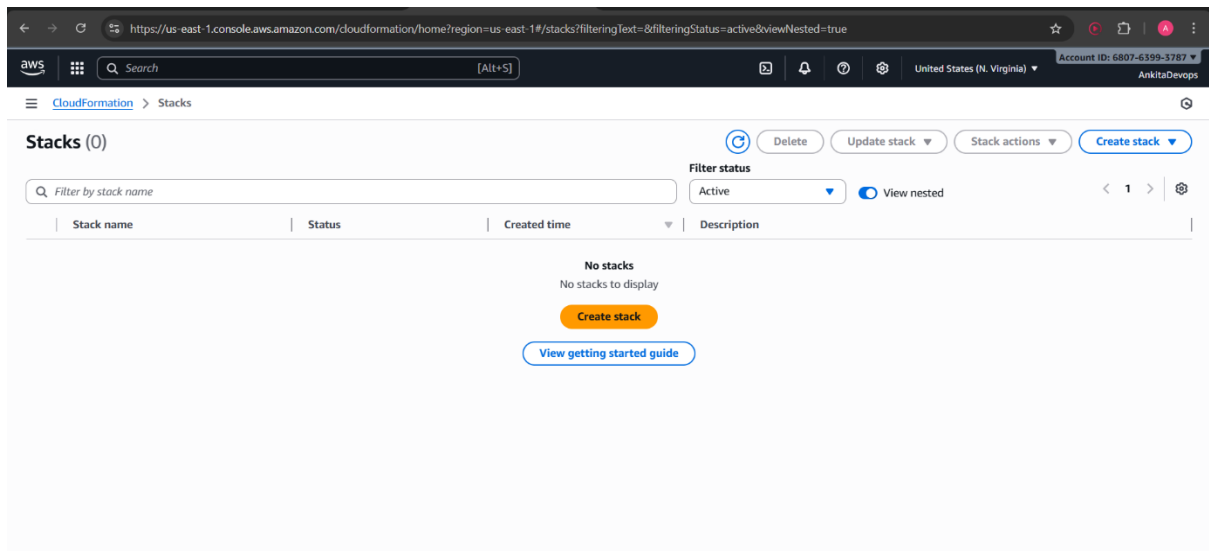 https://us-east-1.console.aws.amazon.com/cloudformation/home?region=us-east-1#/stacks?filteringText=&filteringStatus=active&viewNested=true
A
aws
Search [Alt+S]
United States (N. Virginia)
Account ID: 6807-6399-3787
AnkitaDevops
CloudFormation > Stacks
Stacks (0)
Delete Update stack Stack actions Create stack
Filter status
Filter by stack name
Active
View nested
1
Stack name Status Created time Description
No stacks
No stacks to display
Create stack
View getting started guide